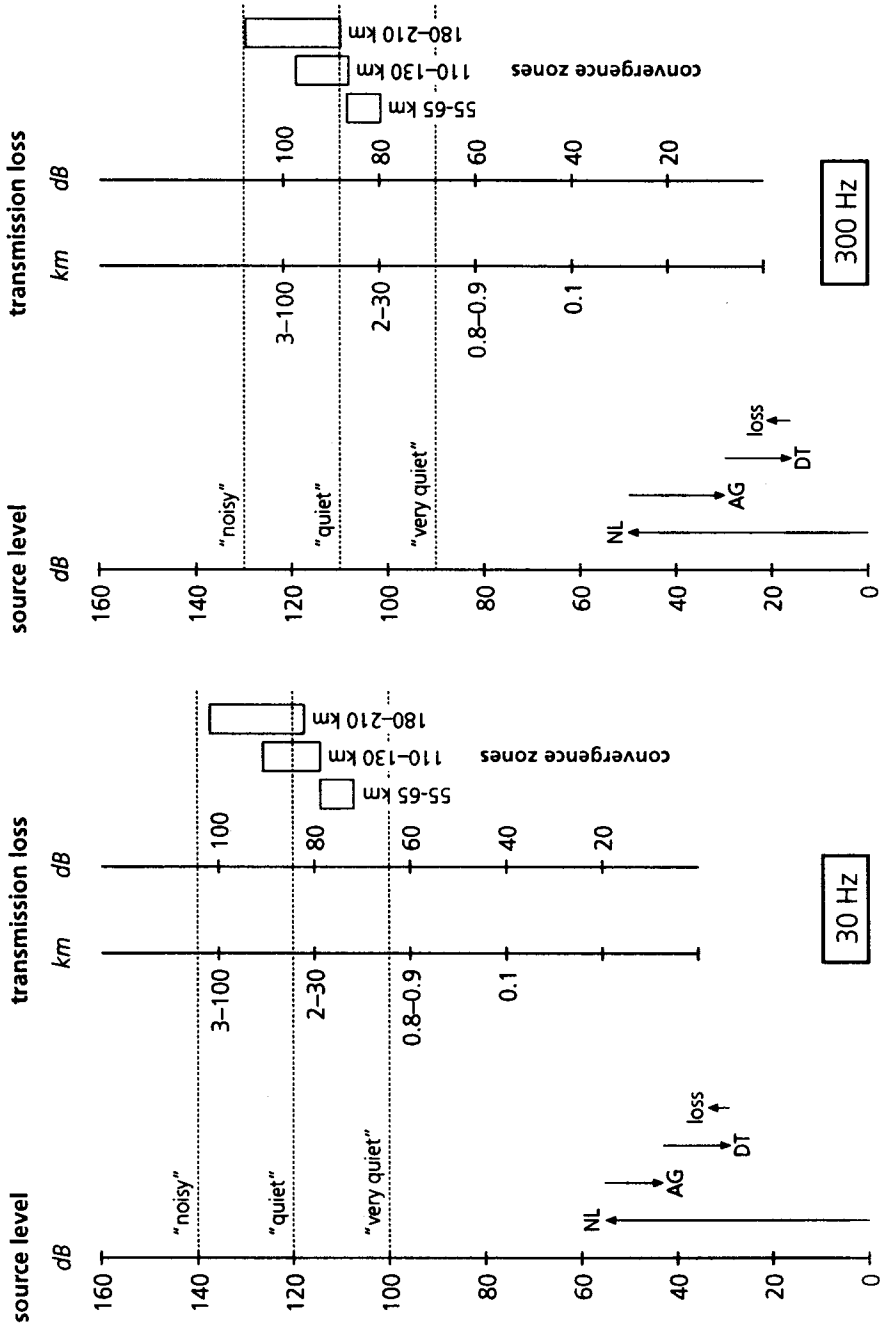 source level
dB
160
140
120
100
80
60
40
20
0
"noisy"
"quiet"
"very quiet"
NL
AG
DT
loss
transmission loss
km
3–100
2–30
0.8–0.9
0.1
dB
100
80
60
40
20
55-65 km
110–130 km
180–210 km
convergence zones
30 Hz
source level
dB
160
140
120
100
80
60
40
20
0
"noisy"
"quiet"
"very quiet"
NL
AG
DT
loss
transmission loss
km
3–100
2–30
0.8–0.9
0.1
dB
100
80
60
40
20
55-65 km
110–130 km
180–210 km
convergence zones
300 Hz